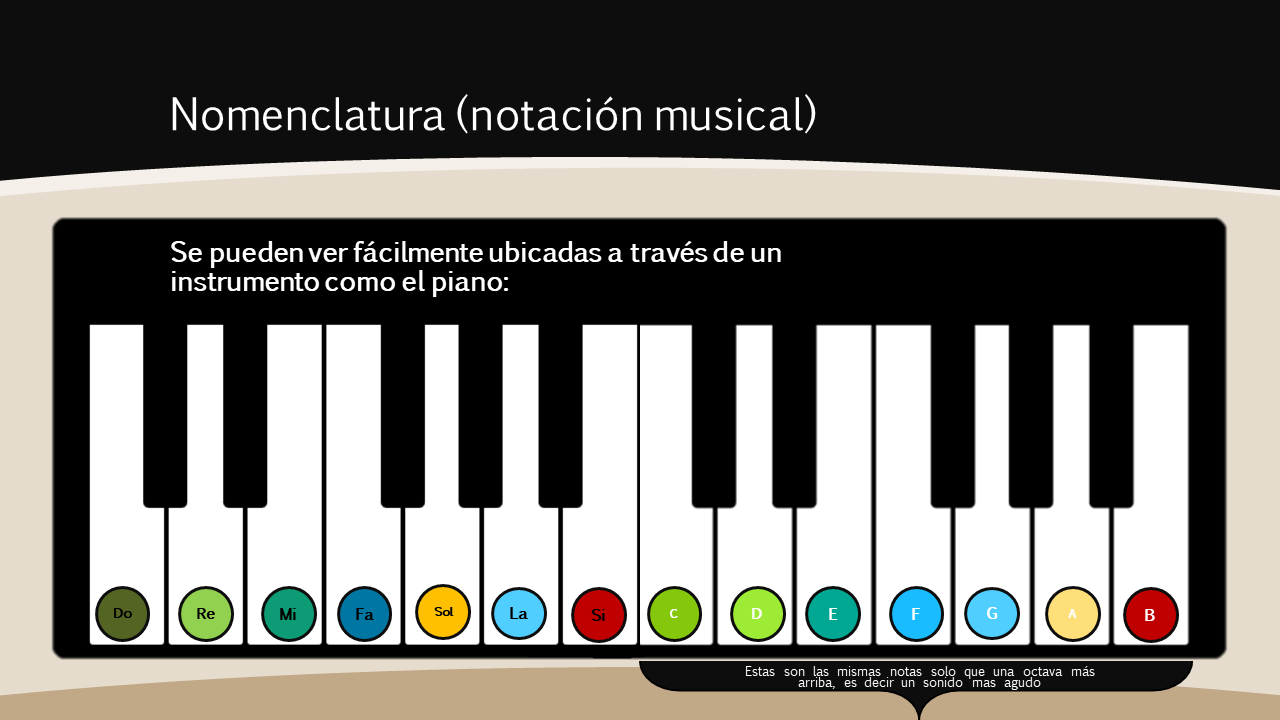 Nomenclatura (notación musical)
Se pueden ver fácilmente ubicadas a través de un
instrumento como el piano:
Do Re Mi Fa Sol La Si C D E F G A B
Estas son las mismas notas solo que una octava más
arriba, es decir un sonido mas agudo